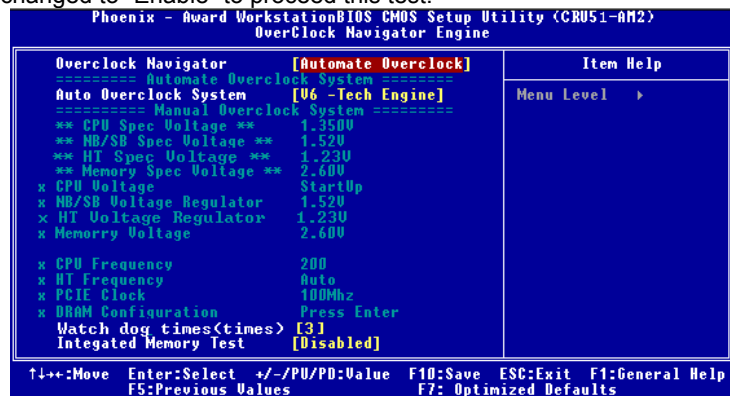 changed to "Enable" to proceed this test.
Phoenix - Award WorkstationBIOS CMOS Setup Utility (CRU51-AM2)
OverClock Navigator Engine
Overclock Navigator [Automate Overclock] Item Help
========= Automate Overclock System ========
Auto Overclock System [V6 -Tech Engine] Menu Level ▸
========== Manual Overclock System =========
** CPU Spec Voltage ** 1.350V
** NB/SB Spec Voltage ** 1.52V
** HT Spec Voltage ** 1.23V
** Memory Spec Voltage ** 2.60V
x CPU Voltage StartUp
x NB/SB Voltage Regulator 1.52V
x HT Voltage Regulator 1.23V
x Memorry Voltage 2.60V
x CPU Frequency 200
x HT Frequency Auto
x PCIE Clock 100Mhz
x DRAM Configuration Press Enter
Watch dog times(times) [3]
Integated Memory Test [Disabled]
↑↓→←:Move Enter:Select +/-/PU/PD:Value F10:Save ESC:Exit F1:General Help
F5:Previous Values F7: Optimized Defaults